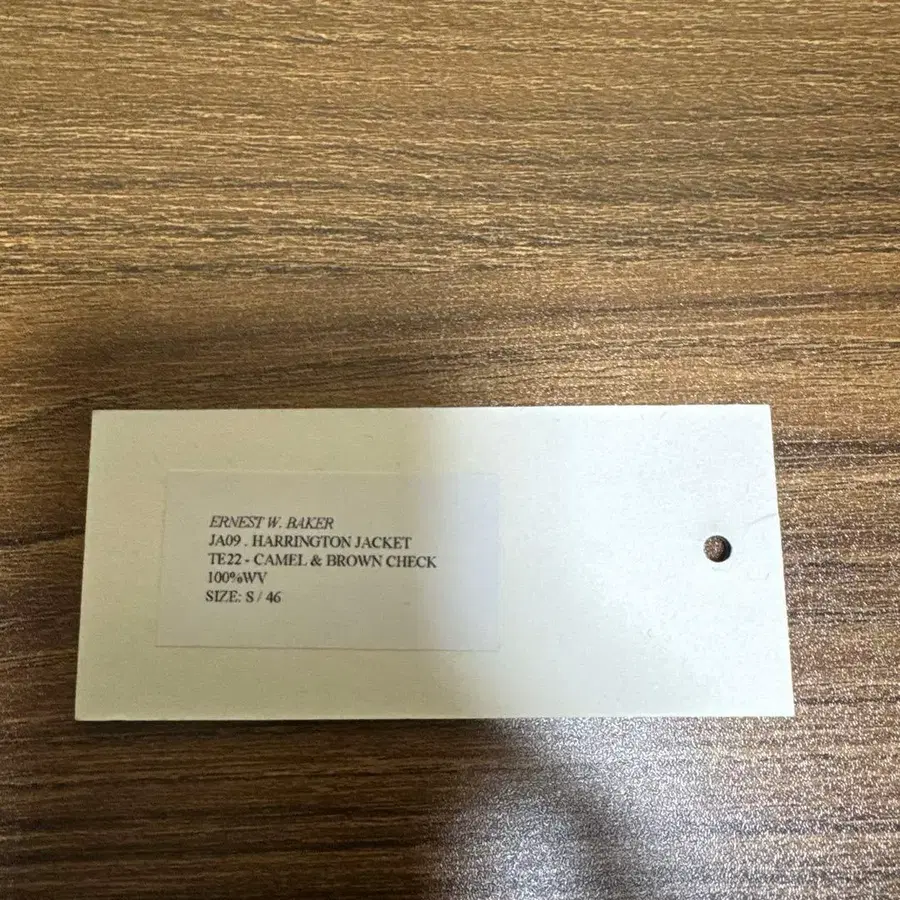 ERNEST W. BAKER
JA09 . HARRINGTON JACKET
TE22 - CAMEL & BROWN CHECK
100%WV
SIZE: S / 46